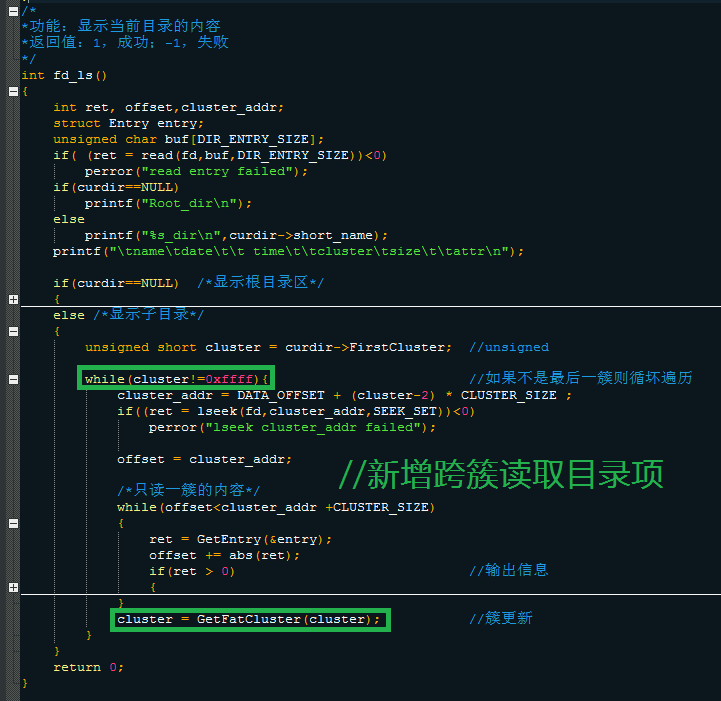 /*
*功能：显示当前目录的内容
*返回值：1，成功；-1，失败
*/
int fd_ls()
{
int ret, offset,cluster_addr;
struct Entry entry;
unsigned char buf[DIR_ENTRY_SIZE];
if( (ret = read(fd,buf,DIR_ENTRY_SIZE))<0)
perror("read entry failed");
if(curdir==NULL)
printf("Root_dir\n");
else
printf("%s_dir\n",curdir->short_name);
printf("\tname\tdate\t\t time\t\tcluster\tsize\t\tattr\n");
if(curdir==NULL) /*显示根目录区*/
{
else /*显示子目录*/
{
unsigned short cluster = curdir->FirstCluster; //unsigned
while(cluster!=0xffff){ //如果不是最后一簇则循环遍历
cluster_addr = DATA_OFFSET + (cluster-2) * CLUSTER_SIZE ;
if((ret = lseek(fd,cluster_addr,SEEK_SET))<0)
perror("lseek cluster_addr failed");
offset = cluster_addr;
//新增跨簇读取目录项
/*只读一簇的内容*/
while(offset<cluster_addr +CLUSTER_SIZE)
{
ret = GetEntry(&entry);
offset += abs(ret);
if(ret > 0) //输出信息
{
}
cluster = GetFatCluster(cluster); //簇更新
}
}
return 0;
}